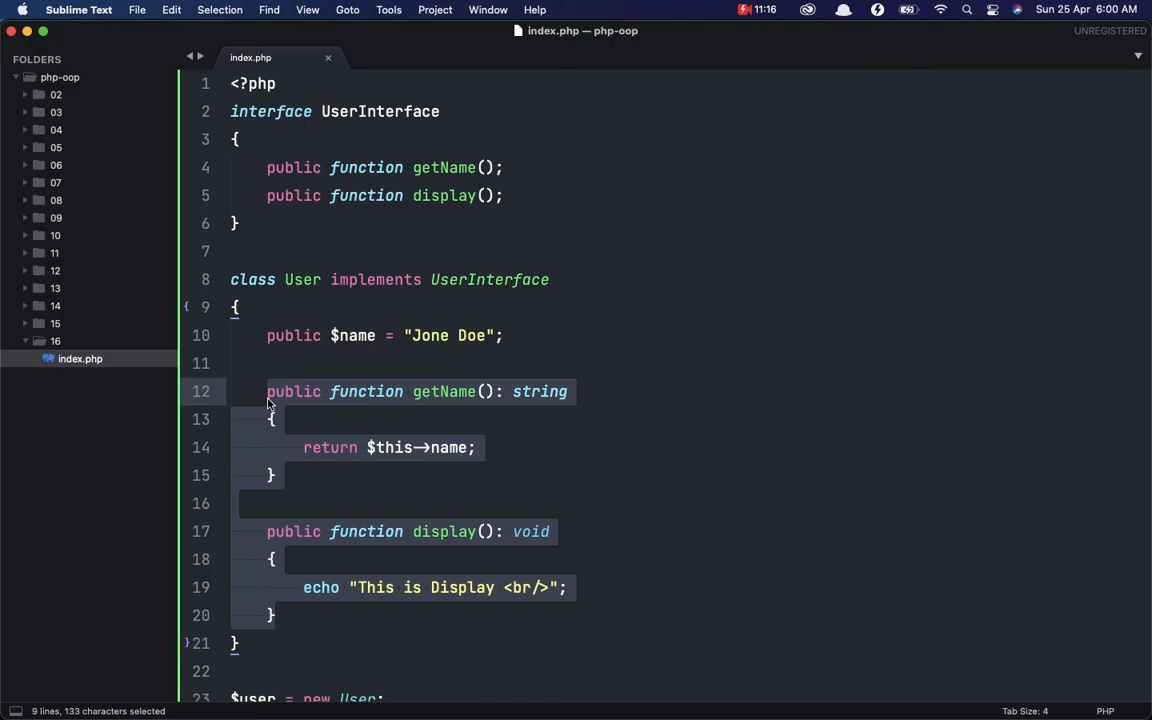 Sublime Text File Edit Selection Find View Goto Tools Project Window Help 11:16 Sun 25 Apr 6:00 AM
index.php — php-oop UNREGISTERED
FOLDERS
php-oop
02
03
04
05
06
07
08
09
10
11
12
13
14
15
16
index.php
index.php ×
1 <?php
2 interface UserInterface
3 {
4 public function getName();
5 public function display();
6 }
7
8 class User implements UserInterface
{ 9 {
10 public $name = "Jone Doe";
11
12 public function getName(): string
13 {
14 return $this->name;
15 }
16
17 public function display(): void
18 {
19 echo "This is Display <br/>";
20 }
} 21 }
22
23 $user = new User;
9 lines, 133 characters selected Tab Size: 4 PHP